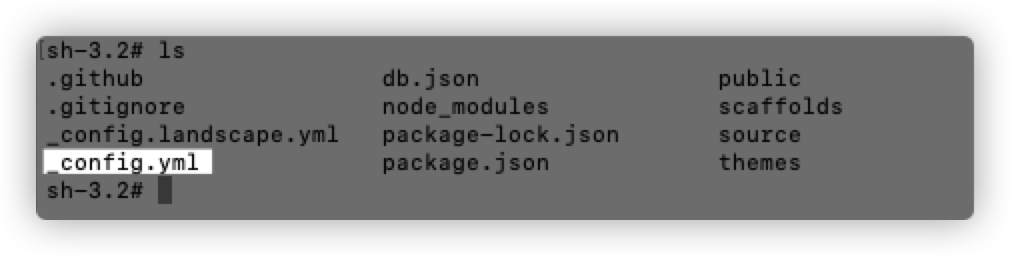 [sh-3.2# ls
.github db.json public
.gitignore node_modules scaffolds
_config.landscape.yml package-lock.json source
_config.yml package.json themes
sh-3.2#